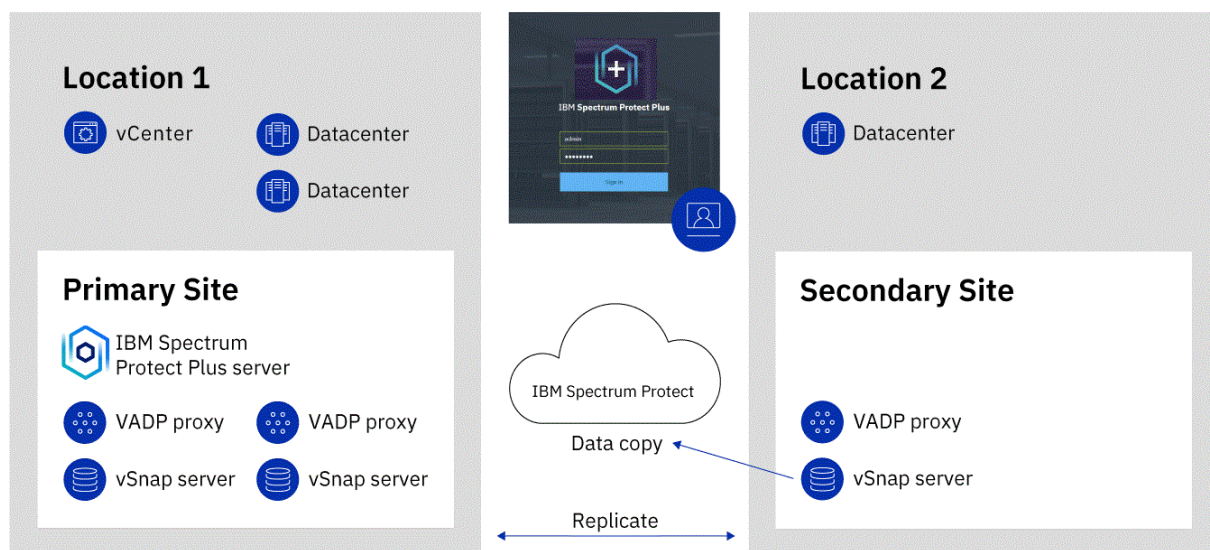 Location 1
vCenter
Datacenter
Datacenter
Primary Site
IBM Spectrum
Protect Plus server
VADP proxy
VADP proxy
vSnap server
vSnap server
IBM Spectrum Protect Plus
admin
Sign in
IBM Spectrum Protect
Data copy
Replicate
Location 2
Datacenter
Secondary Site
VADP proxy
vSnap server